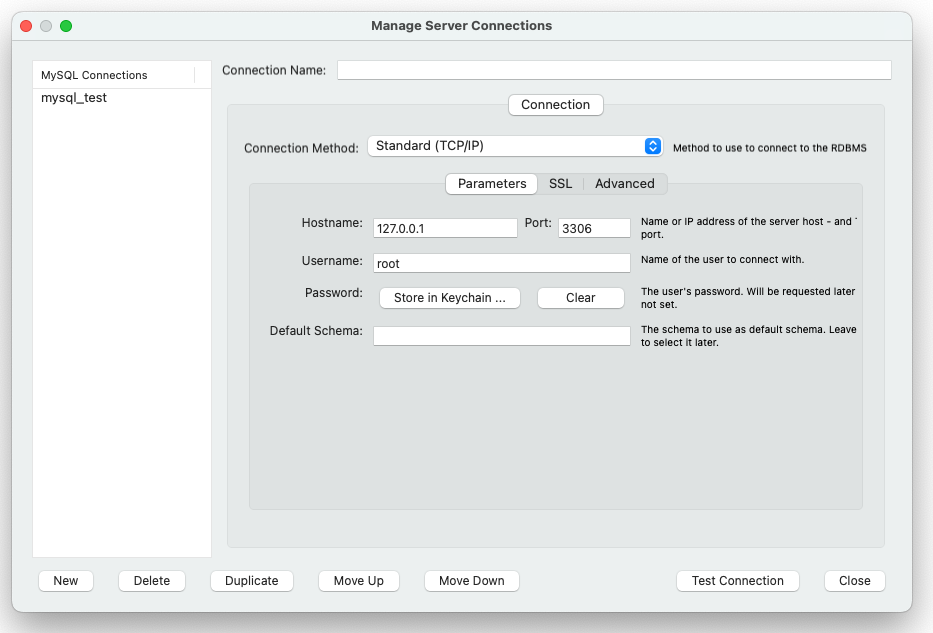 Manage Server Connections
MySQL Connections
mysql_test
Connection Name:
Connection
Connection Method: Standard (TCP/IP) Method to use to connect to the RDBMS
Parameters SSL Advanced
Hostname: 127.0.0.1 Port: 3306 Name or IP address of the server host - and
port.
Username: root Name of the user to connect with.
Password: Store in Keychain ... Clear The user's password. Will be requested later
not set.
Default Schema: The schema to use as default schema. Leave
to select it later.
New Delete Duplicate Move Up Move Down Test Connection Close